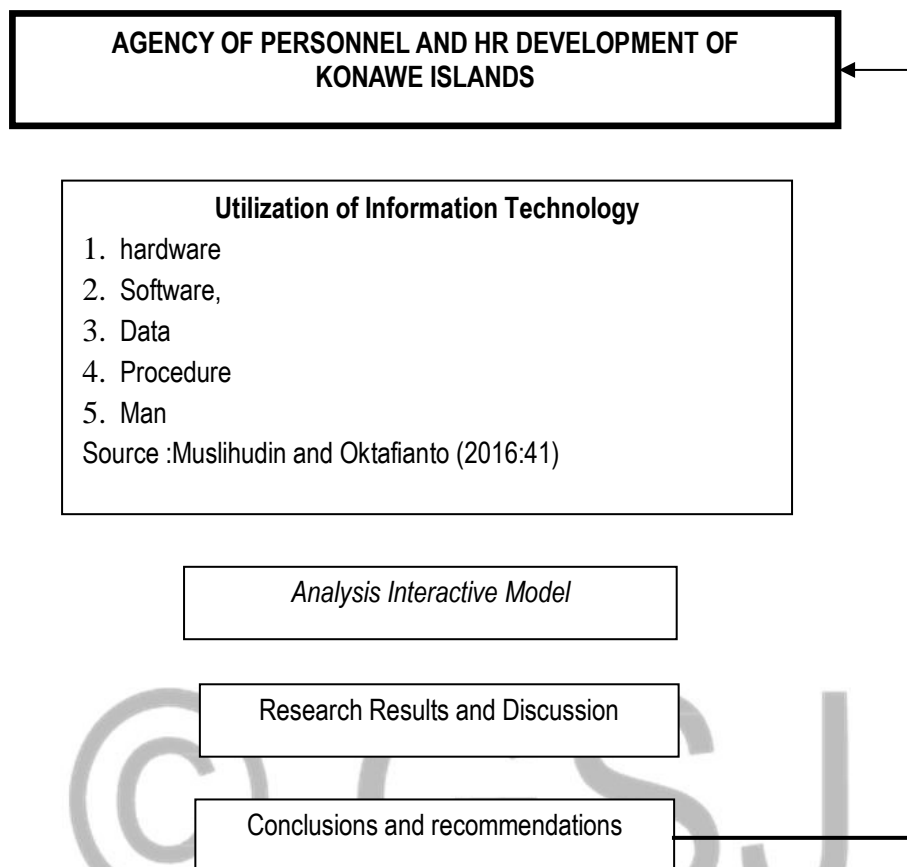 AGENCY OF PERSONNEL AND HR DEVELOPMENT OF
KONAWE ISLANDS
Utilization of Information Technology
1. hardware
2. Software,
3. Data
4. Procedure
5. Man
Source :Muslihudin and Oktafianto (2016:41)
Analysis Interactive Model
Research Results and Discussion
Conclusions and recommendations
© GSJ